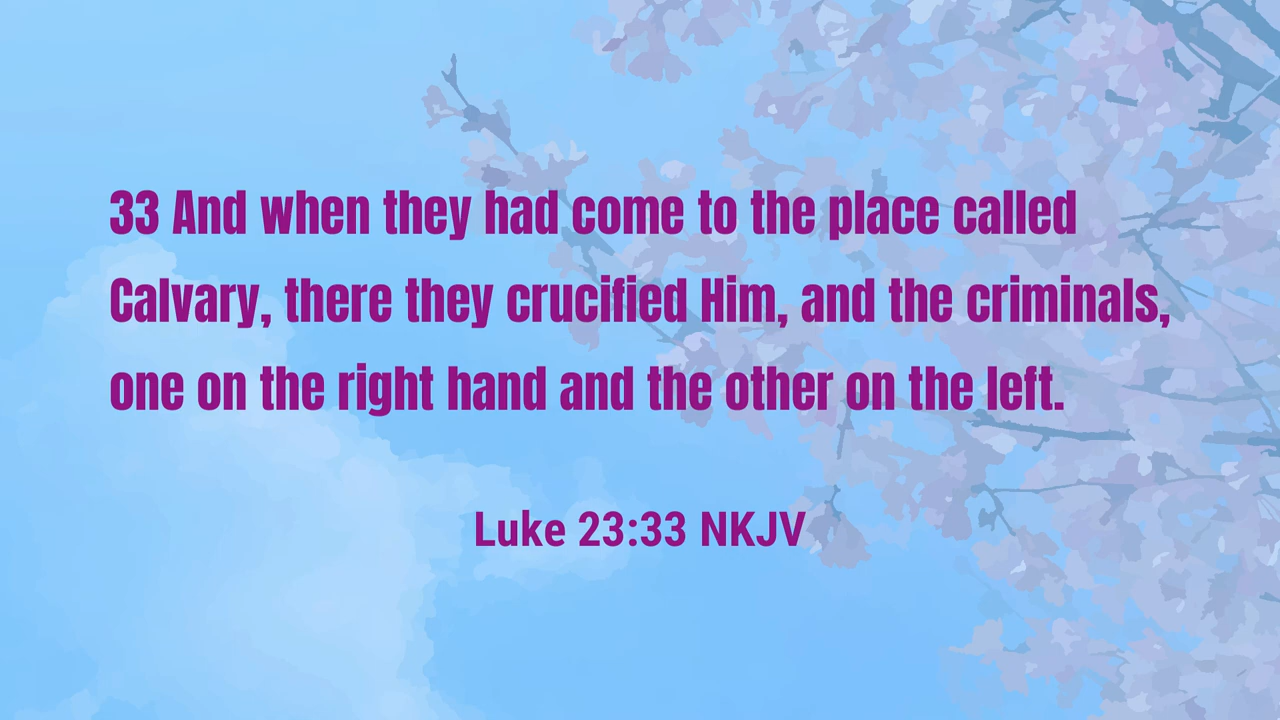 33 And when they had come to the place called
Calvary, there they crucified Him, and the criminals,
one on the right hand and the other on the left.
Luke 23:33 NKJV